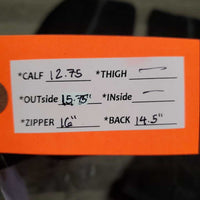 *CALF 12.75 *THIGH —
*OUTside 15.75" *INside —
*ZIPPER 16" *BACK 14.5"